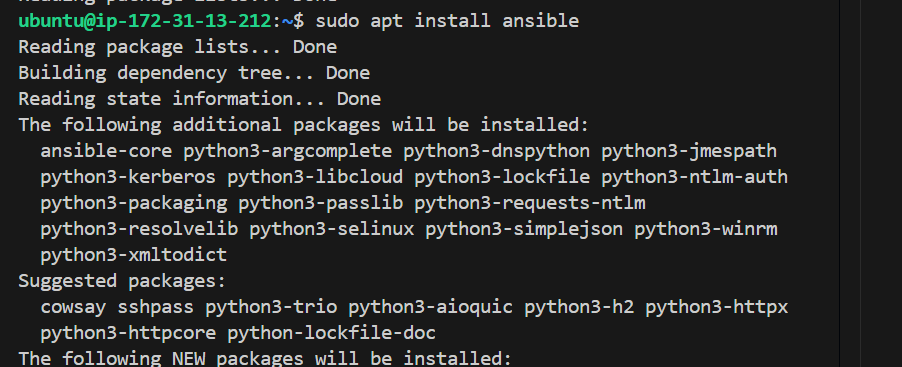 ubuntu@ip-172-31-13-212:~$ sudo apt install ansible
Reading package lists... Done
Building dependency tree... Done
Reading state information... Done
The following additional packages will be installed:
  ansible-core python3-argcomplete python3-dnspython python3-jmespath
  python3-kerberos python3-libcloud python3-lockfile python3-ntlm-auth
  python3-packaging python3-passlib python3-requests-ntlm
  python3-resolvelib python3-selinux python3-simplejson python3-winrm
  python3-xmltodict
Suggested packages:
  cowsay sshpass python3-trio python3-aioquic python3-h2 python3-httpx
  python3-httpcore python-lockfile-doc
The following NEW packages will be installed: